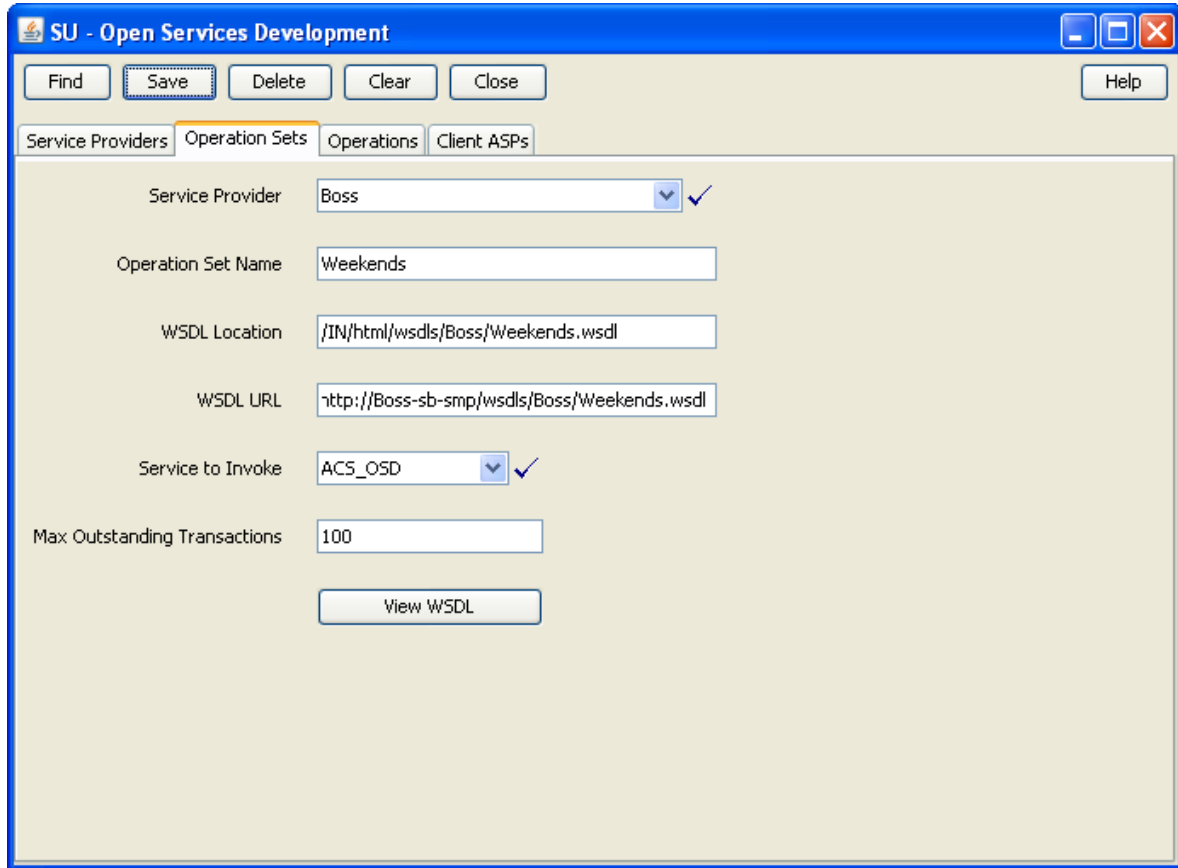 SU - Open Services Development
Find Save Delete Clear Close Help
Service Providers Operation Sets Operations Client ASPs
Service Provider Boss
Operation Set Name Weekends
WSDL Location /IN/html/wsdls/Boss/Weekends.wsdl
WSDL URL http://Boss-sb-smp/wsdls/Boss/Weekends.wsdl
Service to Invoke ACS_OSD
Max Outstanding Transactions 100
View WSDL